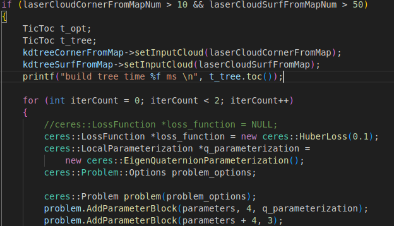 if (laserCloudCornerFromMapNum > 10 && laserCloudSurfFromMapNum > 50)
{
TicToc t_opt;
TicToc t_tree;
kdtreeCornerFromMap->setInputCloud(laserCloudCornerFromMap);
kdtreeSurfFromMap->setInputCloud(laserCloudSurfFromMap);
printf("build tree time %f ms \n", t_tree.toc());
for (int iterCount = 0; iterCount < 2; iterCount++)
{
//ceres::LossFunction *loss_function = NULL;
ceres::LossFunction *loss_function = new ceres::HuberLoss(0.1);
ceres::LocalParameterization *q_parameterization =
new ceres::EigenQuaternionParameterization();
ceres::Problem::Options problem_options;
ceres::Problem problem(problem_options);
problem.AddParameterBlock(parameters, 4, q_parameterization);
problem.AddParameterBlock(parameters + 4, 3);